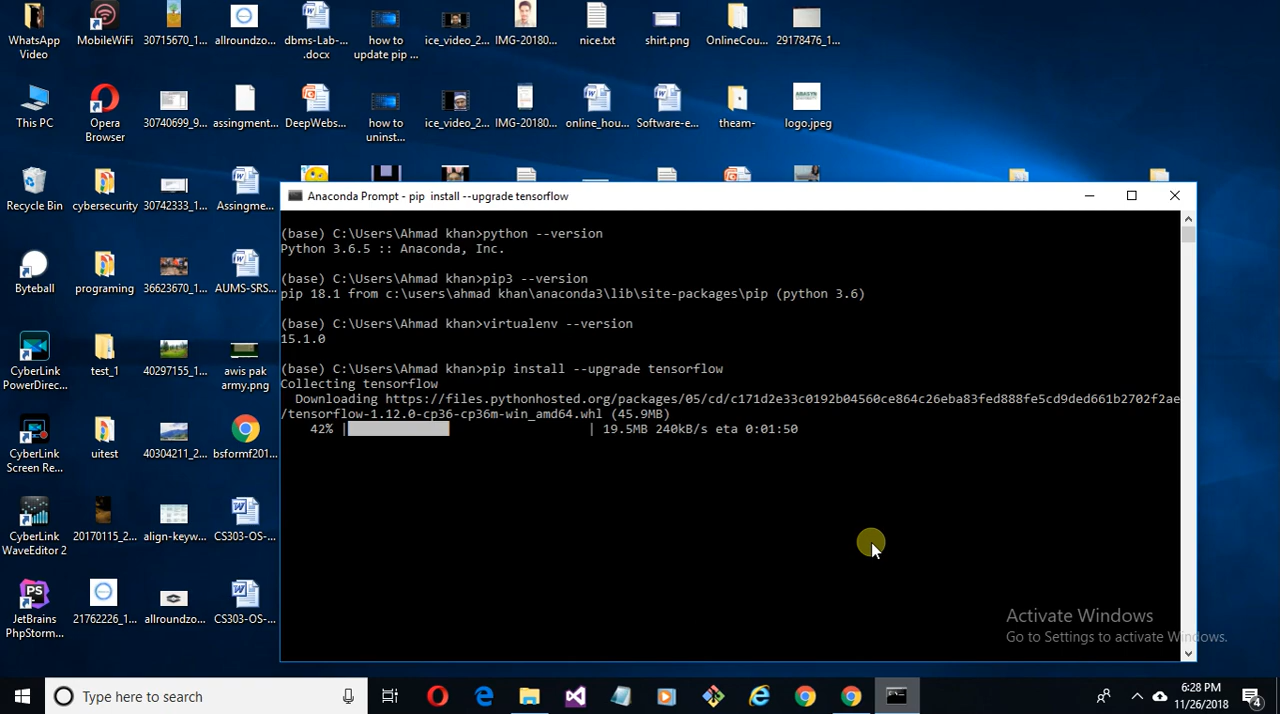 WhatsApp Video
MobileWiFi
30715670_1...
allroundzo...
dbms-Lab-... .docx
how to update pip ...
ice_video_2...
IMG-20180...
nice.txt
shirt.png
OnlineCou...
29178476_1...
This PC
Opera Browser
30740699_9...
assingment...
DeepWebs...
how to uninst...
ice_video_2...
IMG-20180...
online_hou...
Software-e...
theam-
logo.jpeg
Recycle Bin
cybersecurity
30742333_1...
Assingme...
Anaconda Prompt - pip  install --upgrade tensorflow
(base) C:\Users\Ahmad khan>python --version
Python 3.6.5 :: Anaconda, Inc.
(base) C:\Users\Ahmad khan>pip3 --version
pip 18.1 from c:\users\ahmad khan\anaconda3\lib\site-packages\pip (python 3.6)
(base) C:\Users\Ahmad khan>virtualenv --version
15.1.0
(base) C:\Users\Ahmad khan>pip install --upgrade tensorflow
Collecting tensorflow
Downloading https://files.pythonhosted.org/packages/05/cd/c171d2e33c0192b04560ce864c26eba83fed888fe5cd9ded661b2702f2ae
/tensorflow-1.12.0-cp36-cp36m-win_amd64.whl (45.9MB)
42% | | 19.5MB 240kB/s eta 0:01:50
Byteball
programing
36623670_1...
AUMS-SRS...
CyberLink PowerDirec...
test_1
40297155_1...
awis pak army.png
CyberLink Screen Re...
uitest
40304211_2...
bsformf201...
CyberLink WaveEditor 2
20170115_2...
align-keyw...
CS303-OS-...
JetBrains PhpStorm...
21762226_1...
allroundzo...
CS303-OS-...
Activate Windows
Go to Settings to activate Windows.
Type here to search
6:28 PM
11/26/2018
4